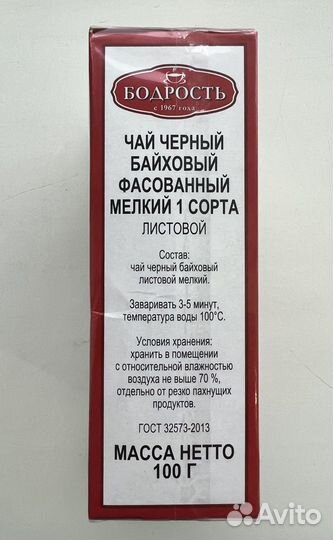 БОДРОСТЬ
с 1967 года
ЧАЙ ЧЕРНЫЙ
БАЙХОВЫЙ
ФАСОВАННЫЙ
МЕЛКИЙ 1 СОРТА
ЛИСТОВОЙ
Состав:
чай черный байховый
листовой мелкий.
Заваривать 3-5 минут,
температура воды 100°С.
Условия хранения:
хранить в помещении
с относительной влажностью
воздуха не выше 70 %,
отдельно от резко пахнущих
продуктов.
ГОСТ 32573-2013
МАССА НЕТТО
100 Г
Avito